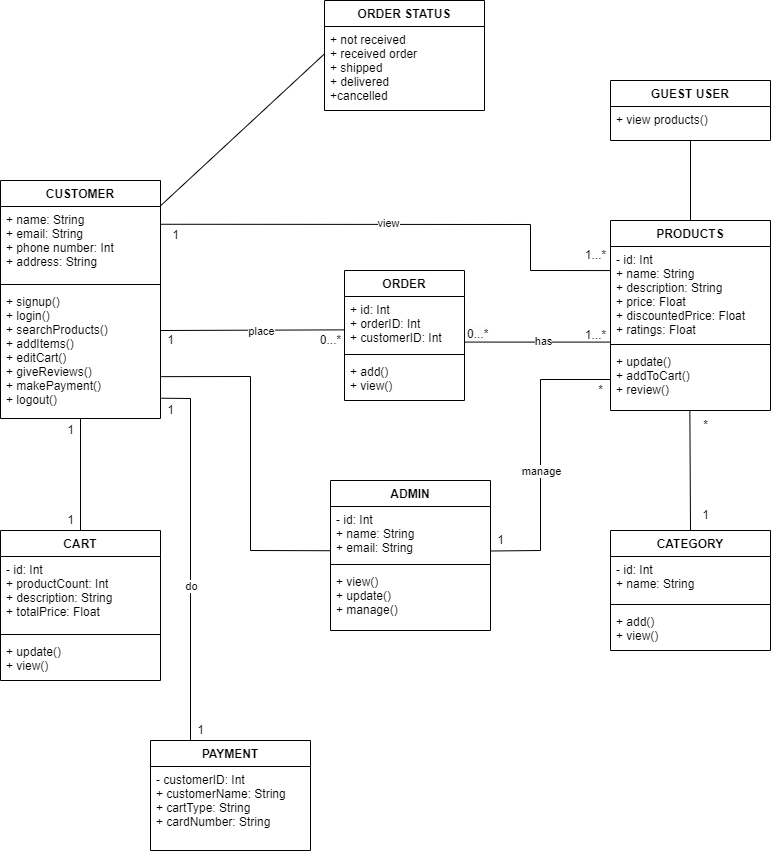 ORDER STATUS
+ not received
+ received order
+ shipped
+ delivered
+cancelled
GUEST USER
+ view products()
CUSTOMER
+ name: String
+ email: String
+ phone number: Int
+ address: String
+ signup()
+ login()
+ searchProducts()
+ addItems()
+ editCart()
+ giveReviews()
+ makePayment()
+ logout()
1
view
1...*
PRODUCTS
- id: Int
+ name: String
+ description: String
+ price: Float
+ discountedPrice: Float
+ ratings: Float
+ update()
+ addToCart()
+ review()
1
place
0...*
ORDER
+ id: Int
+ orderID: Int
+ customerID: Int
+ add()
+ view()
0...*
has
1...*
*
manage
1
ADMIN
- id: Int
+ name: String
+ email: String
+ view()
+ update()
+ manage()
*
1
CATEGORY
- id: Int
+ name: String
+ add()
+ view()
1
1
CART
- id: Int
+ productCount: Int
+ description: String
+ totalPrice: Float
+ update()
+ view()
1
do
1
PAYMENT
- customerID: Int
+ customerName: String
+ cartType: String
+ cardNumber: String